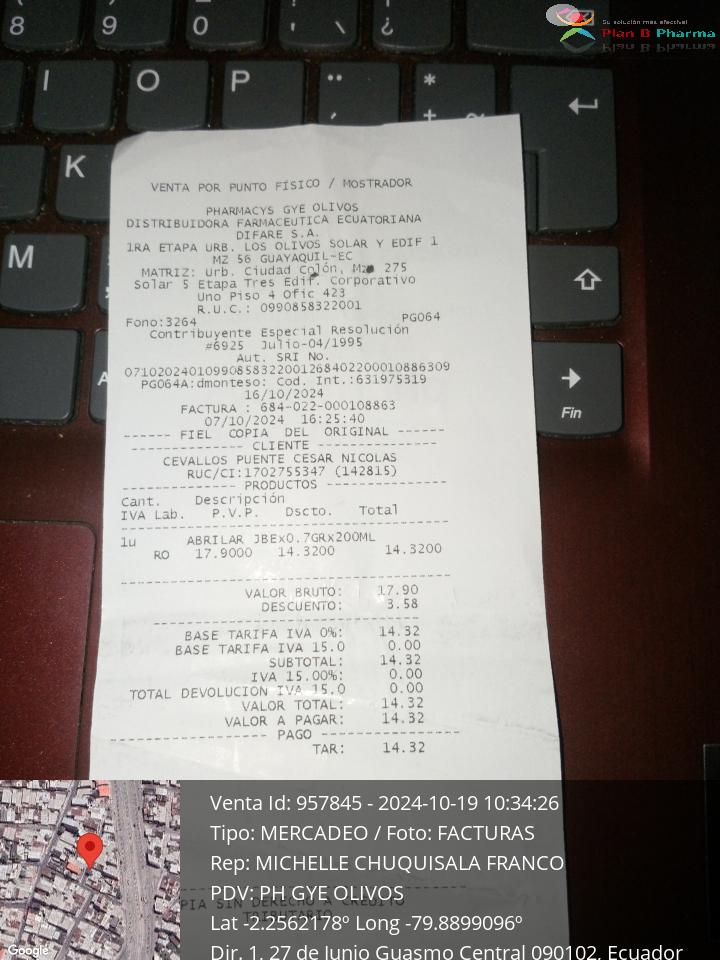 8
9
0
¿
Su solución más efectiva!
Plan B Pharma
I
O
P
*
K
M
A
Fin
VENTA POR PUNTO FÍSICO / MOSTRADOR
PHARMACYS GYE OLIVOS
DISTRIBUIDORA FARMACEUTICA ECUATORIANA
DIFARE S.A.
1RA ETAPA URB. LOS OLIVOS SOLAR Y EDIF 1
MZ 56 GUAYAQUIL-EC
MATRIZ: Urb. Ciudad Colón, Mz 275
Solar 5 Etapa Tres Edif. Corporativo
Uno Piso 4 Ofic 423
R.U.C.: 0990858322001
Fono:3264 PG064
Contribuyente Especial Resolución
#6925 Julio-04/1995
Aut. SRI No.
0710202401099085832200126840220001088​6309
PG064A:dmonteso: Cod. Int.:631975319
16/10/2024
FACTURA : 684-022-000108863
07/10/2024 16:25:40
------ FIEL COPIA DEL ORIGINAL ------
-------------- CLIENTE --------------
CEVALLOS PUENTE CESAR NICOLAS
RUC/CI:1702755347 (142815)
------------- PRODUCTOS -------------
Cant. Descripción
IVA Lab. P.V.P. Dscto. Total
1u ABRILAR JBEx0.7GRx200ML
RO 17.9000 14.3200 14.3200
VALOR BRUTO: 17.90
DESCUENTO: 3.58
BASE TARIFA IVA 0%: 14.32
BASE TARIFA IVA 15.0 0.00
SUBTOTAL: 14.32
IVA 15.00%: 0.00
TOTAL DEVOLUCION IVA 15.0 0.00
VALOR TOTAL: 14.32
VALOR A PAGAR: 14.32
---------------- PAGO ----------------
TAR: 14.32
PIA SIN DERECHO A CREDITO
TRIBUTARIO
Venta Id: 957845 - 2024-10-19 10:34:26
Tipo: MERCADEO / Foto: FACTURAS
Rep: MICHELLE CHUQUISALA FRANCO
PDV: PH GYE OLIVOS
Lat -2.2562178º Long -79.8899096º
Dir. 1, 27 de Junio Guasmo Central 090102, Ecuador
Google